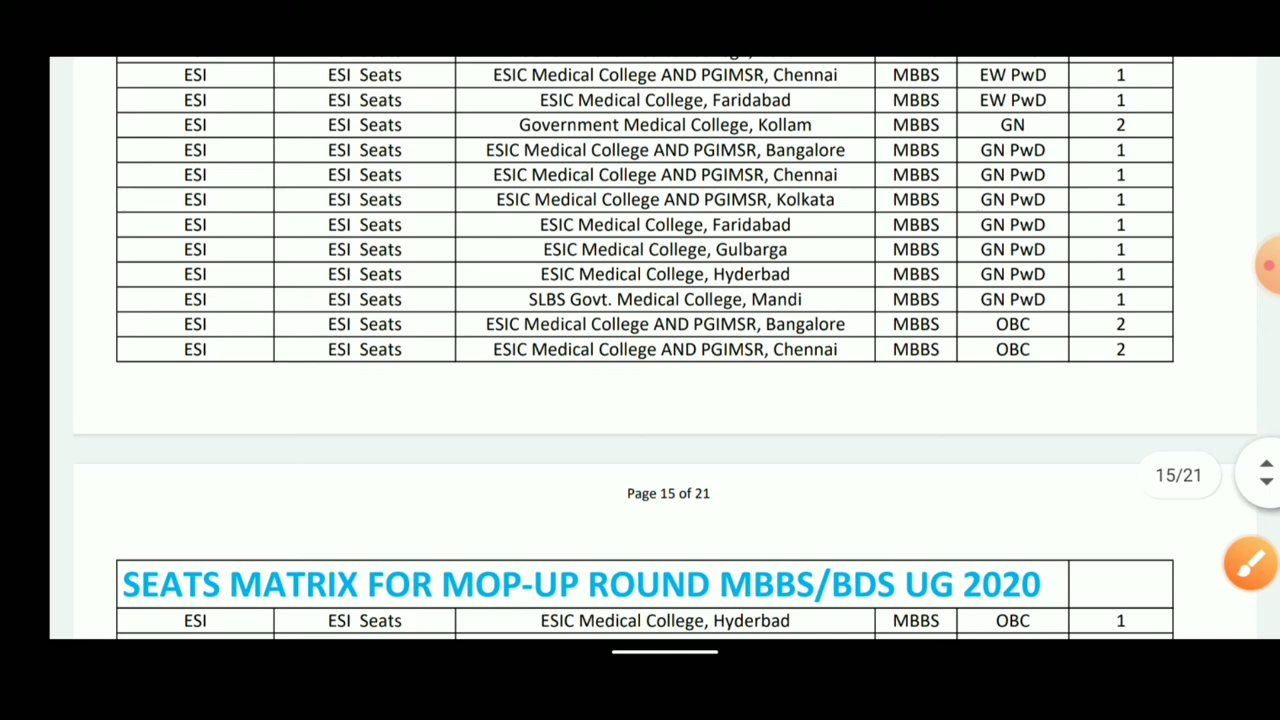 ESI ESI Seats ESIC Medical College AND PGIMSR, Chennai MBBS EW PwD 1
ESI ESI Seats ESIC Medical College, Faridabad MBBS EW PwD 1
ESI ESI Seats Government Medical College, Kollam MBBS GN 2
ESI ESI Seats ESIC Medical College AND PGIMSR, Bangalore MBBS GN PwD 1
ESI ESI Seats ESIC Medical College AND PGIMSR, Chennai MBBS GN PwD 1
ESI ESI Seats ESIC Medical College AND PGIMSR, Kolkata MBBS GN PwD 1
ESI ESI Seats ESIC Medical College, Faridabad MBBS GN PwD 1
ESI ESI Seats ESIC Medical College, Gulbarga MBBS GN PwD 1
ESI ESI Seats ESIC Medical College, Hyderbad MBBS GN PwD 1
ESI ESI Seats SLBS Govt. Medical College, Mandi MBBS GN PwD 1
ESI ESI Seats ESIC Medical College AND PGIMSR, Bangalore MBBS OBC 2
ESI ESI Seats ESIC Medical College AND PGIMSR, Chennai MBBS OBC 2
15/21
Page 15 of 21
SEATS MATRIX FOR MOP-UP ROUND MBBS/BDS UG 2020
ESI ESI Seats ESIC Medical College, Hyderbad MBBS OBC 1